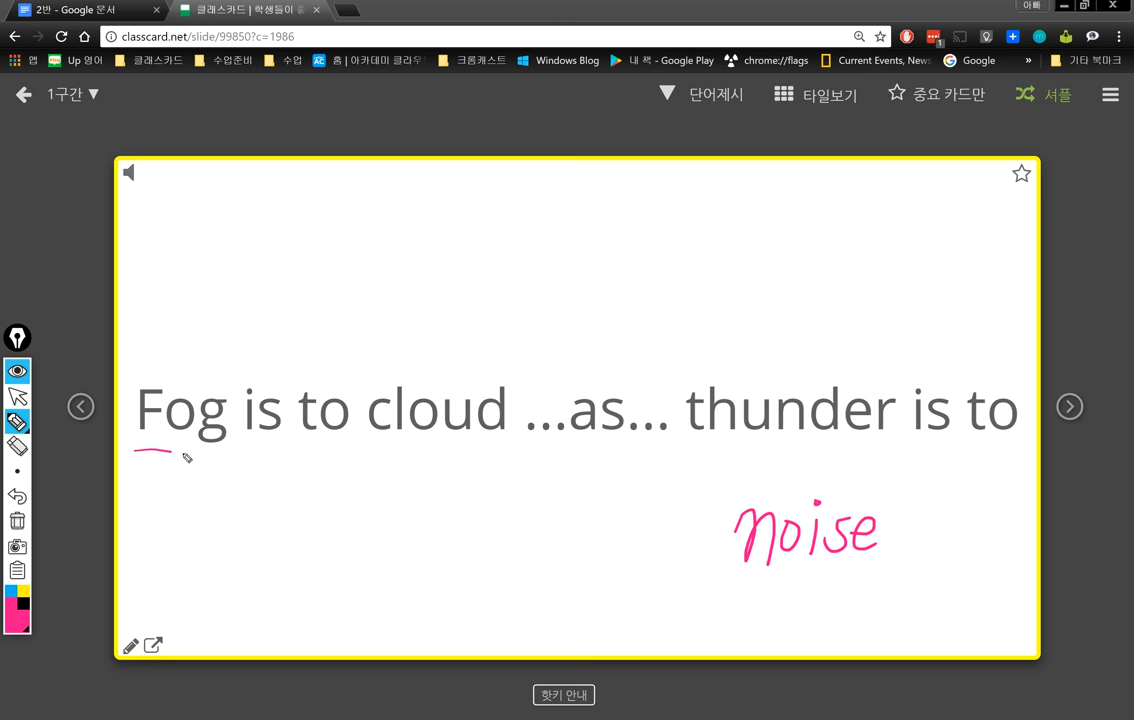 2반 - Google 문서
클래스카드 | 학생들이 좋
아빠
classcard.net/slide/99850?c=1986
앱 Up 영어 클래스카드 수업준비 수업 홈 | 아카데미 클라우 크롬캐스트 Windows Blog 내 책 - Google Play chrome://flags Current Events, News Google » 기타 북마크
1구간 ▼ 단어제시 타일보기 중요 카드만 셔플
Fog is to cloud ...as... thunder is to
noise
핫키 안내